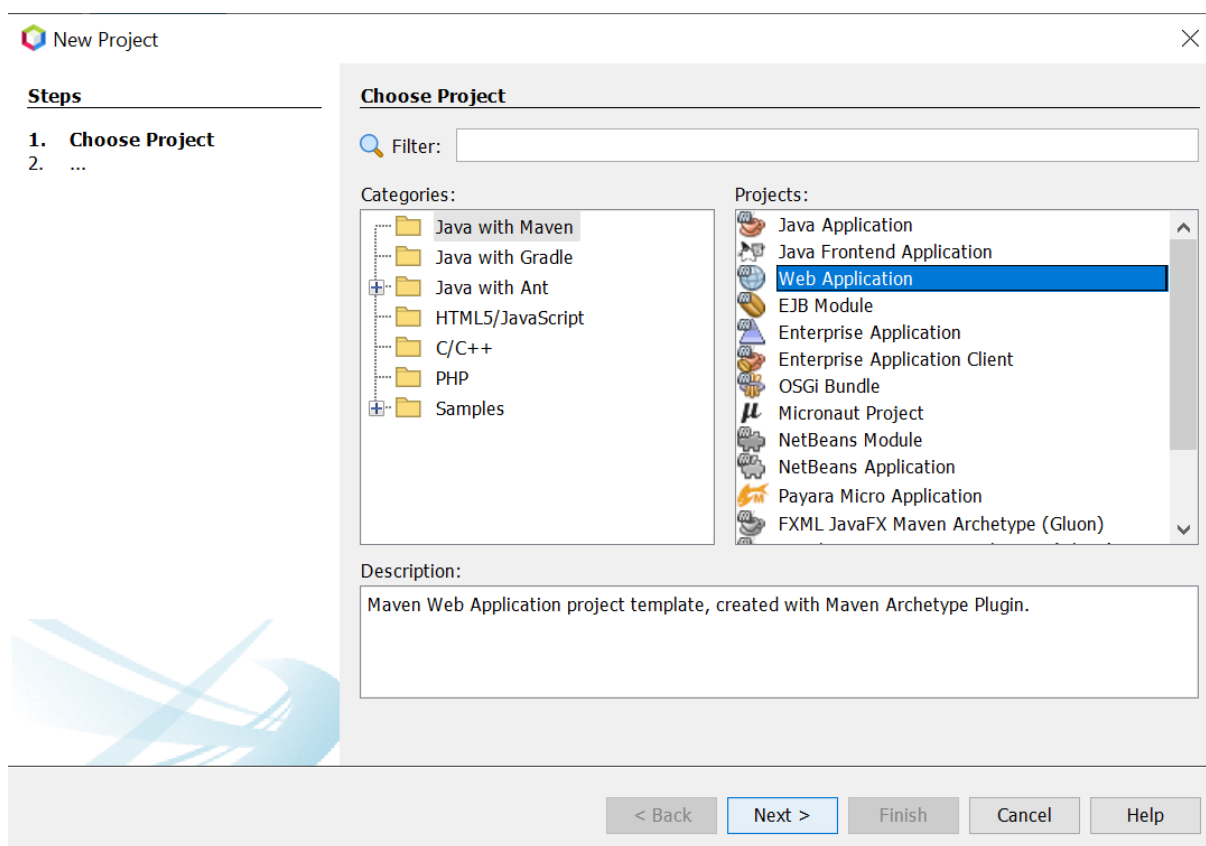 New Project
Steps
1. Choose Project
2. ...
Choose Project
Filter:
Categories:
Java with Maven
Java with Gradle
Java with Ant
HTML5/JavaScript
C/C++
PHP
Samples
Projects:
Java Application
Java Frontend Application
Web Application
EJB Module
Enterprise Application
Enterprise Application Client
OSGi Bundle
Micronaut Project
NetBeans Module
NetBeans Application
Payara Micro Application
FXML JavaFX Maven Archetype (Gluon)
Description:
Maven Web Application project template, created with Maven Archetype Plugin.
< Back
Next >
Finish
Cancel
Help